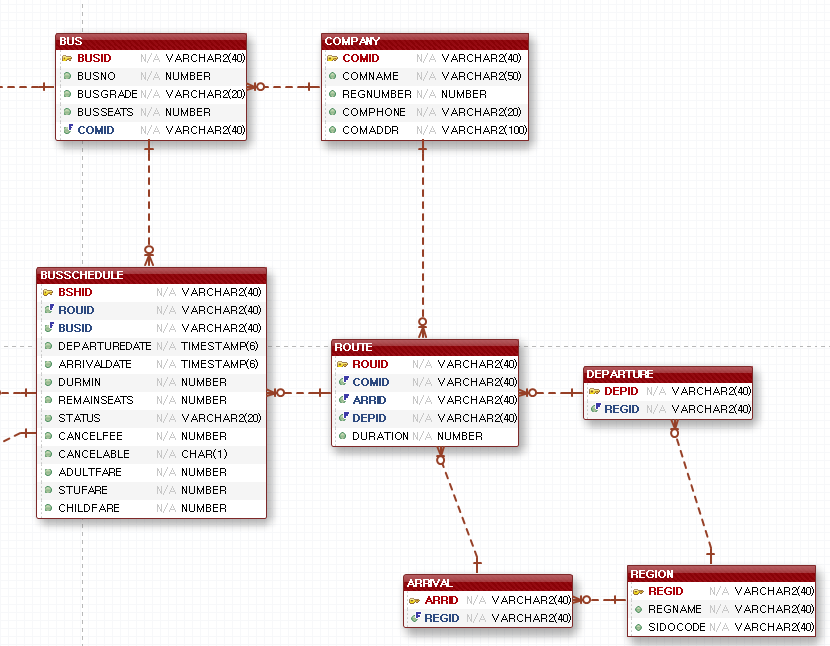 BUS
BUSID N/A VARCHAR2(40)
BUSNO N/A NUMBER
BUSGRADE N/A VARCHAR2(20)
BUSSEATS N/A NUMBER
COMID N/A VARCHAR2(40)
COMPANY
COMID N/A VARCHAR2(40)
COMNAME N/A VARCHAR2(50)
REGNUMBER N/A NUMBER
COMPHONE N/A VARCHAR2(20)
COMADDR N/A VARCHAR2(100)
BUSSCHEDULE
BSHID N/A VARCHAR2(40)
ROUID N/A VARCHAR2(40)
BUSID N/A VARCHAR2(40)
DEPARTUREDATE N/A TIMESTAMP(6)
ARRIVALDATE N/A TIMESTAMP(6)
DURMIN N/A NUMBER
REMAINSEATS N/A NUMBER
STATUS N/A VARCHAR2(20)
CANCELFEE N/A NUMBER
CANCELABLE N/A CHAR(1)
ADULTFARE N/A NUMBER
STUFARE N/A NUMBER
CHILDFARE N/A NUMBER
ROUTE
ROUID N/A VARCHAR2(40)
COMID N/A VARCHAR2(40)
ARRID N/A VARCHAR2(40)
DEPID N/A VARCHAR2(40)
DURATION N/A NUMBER
DEPARTURE
DEPID N/A VARCHAR2(40)
REGID N/A VARCHAR2(40)
ARRIVAL
ARRID N/A VARCHAR2(40)
REGID N/A VARCHAR2(40)
REGION
REGID N/A VARCHAR2(40)
REGNAME N/A VARCHAR2(40)
SIDOCODE N/A VARCHAR2(40)